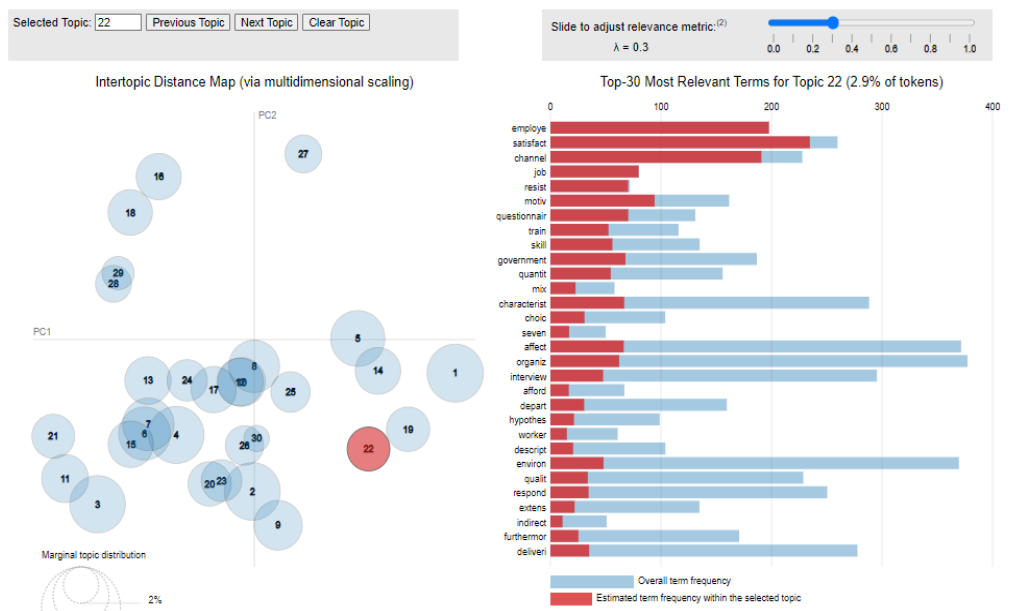 Selected Topic: 22 Previous Topic Next Topic Clear Topic
Slide to adjust relevance metric:(2)
λ = 0.3
0.0 0.2 0.4 0.6 0.8 1.0
Intertopic Distance Map (via multidimensional scaling)
PC2
PC1
27
16
18
29
28
5
8
14
1
13
24
17
25
7
6
4
15
21
19
22
26
30
11
3
20
23
2
9
Marginal topic distribution
2%
Top-30 Most Relevant Terms for Topic 22 (2.9% of tokens)
0 100 200 300 400
employe
satisfact
channel
job
resist
motiv
questionnair
train
skill
government
quantit
mix
characterist
choic
seven
affect
organiz
interview
afford
depart
hypothes
worker
descript
environ
qualit
respond
extens
indirect
furthermor
deliveri
Overall term frequency
Estimated term frequency within the selected topic